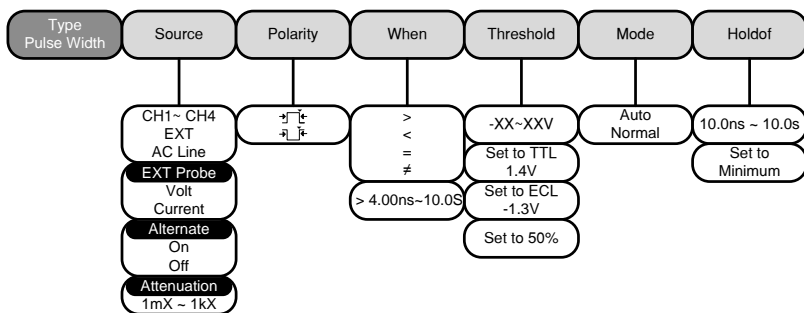 Type
Pulse Width
Source
Polarity
When
Threshold
Mode
Holdof
CH1~ CH4
EXT
AC Line
EXT Probe
Volt
Current
Alternate
On
Off
Attenuation
1mX ~ 1kX
>
<
=
≠
> 4.00ns~10.0S
-XX~XXV
Set to TTL
1.4V
Set to ECL
-1.3V
Set to 50%
Auto
Normal
10.0ns ~ 10.0s
Set to
Minimum